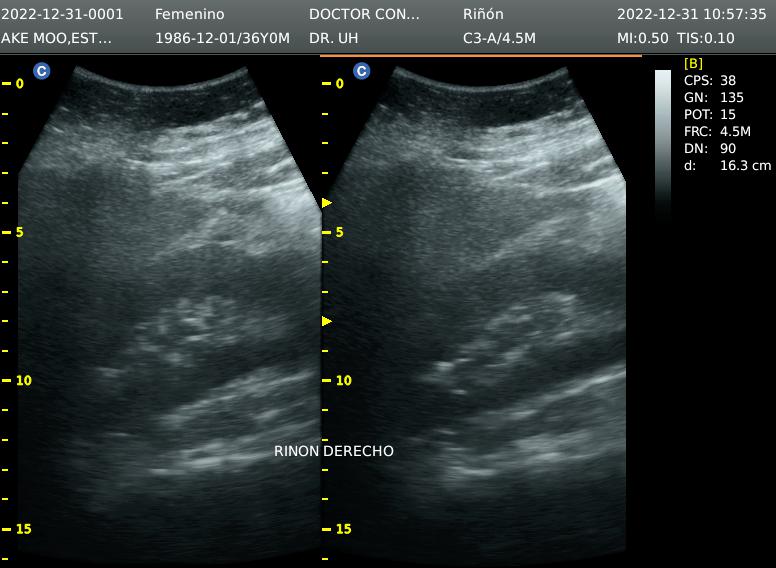 2022-12-31-0001 Femenino DOCTOR CON... Riñón 2022-12-31 10:57:35
AKE MOO,EST... 1986-12-01/36Y0M DR. UH C3-A/4.5M MI:0.50 TIS:0.10
C C
[B]
CPS: 38
GN: 135
POT: 15
FRC: 4.5M
DN: 90
d: 16.3 cm
0 0
5 5
10 10
RINON DERECHO
15 15